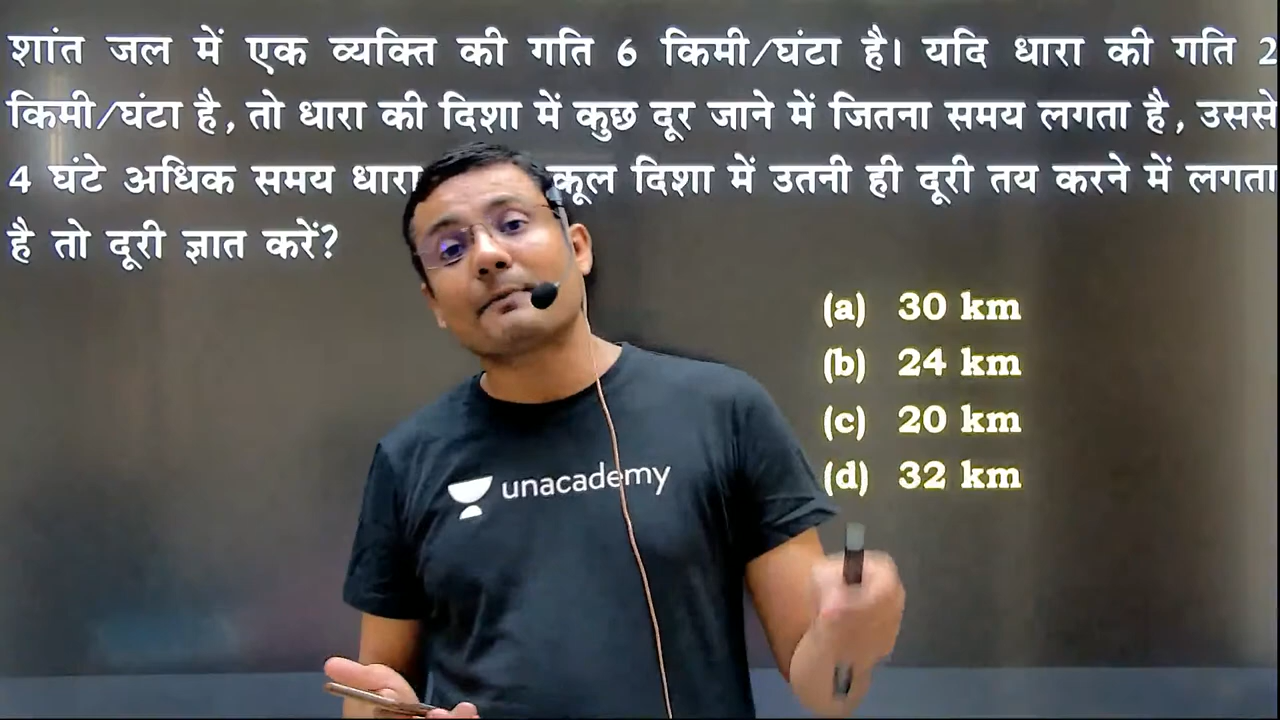 शांत जल में एक व्यक्ति की गति 6 किमी/घंटा है। यदि धारा की गति 2
किमी/घंटा है, तो धारा की दिशा में कुछ दूर जाने में जितना समय लगता है, उससे
4 घंटे अधिक समय धारा दिशा में उतनी ही दूरी तय करने में लगता
है तो दूरी ज्ञात करें?
(a) 30 km
(b) 24 km
(c) 20 km
(d) 32 km
unacademy